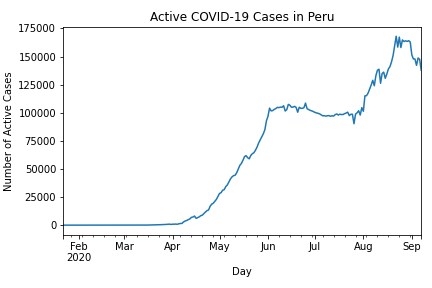 Active COVID-19 Cases in Peru
175000
150000
125000
100000
75000
50000
25000
0
Number of Active Cases
Feb Mar Apr May Jun Jul Aug Sep
2020
Day